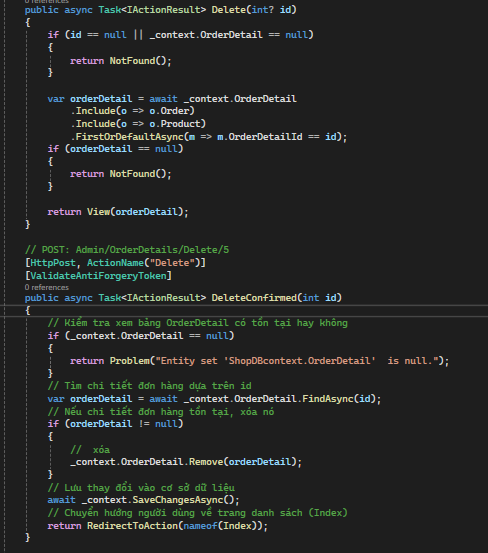 0 references
public async Task<IActionResult> Delete(int? id)
{
if (id == null || _context.OrderDetail == null)
{
return NotFound();
}
var orderDetail = await _context.OrderDetail
.Include(o => o.Order)
.Include(o => o.Product)
.FirstOrDefaultAsync(m => m.OrderDetailId == id);
if (orderDetail == null)
{
return NotFound();
}
return View(orderDetail);
}
// POST: Admin/OrderDetails/Delete/5
[HttpPost, ActionName("Delete")]
[ValidateAntiForgeryToken]
0 references
public async Task<IActionResult> DeleteConfirmed(int id)
{
// Kiểm tra xem bảng OrderDetail có tồn tại hay không
if (_context.OrderDetail == null)
{
return Problem("Entity set 'ShopDBcontext.OrderDetail'  is null.");
}
// Tìm chi tiết đơn hàng dựa trên id
var orderDetail = await _context.OrderDetail.FindAsync(id);
// Nếu chi tiết đơn hàng tồn tại, xóa nó
if (orderDetail != null)
{
//  xóa
_context.OrderDetail.Remove(orderDetail);
}
// Lưu thay đổi vào cơ sở dữ liệu
await _context.SaveChangesAsync();
// Chuyển hướng người dùng về trang danh sách (Index)
return RedirectToAction(nameof(Index));
}